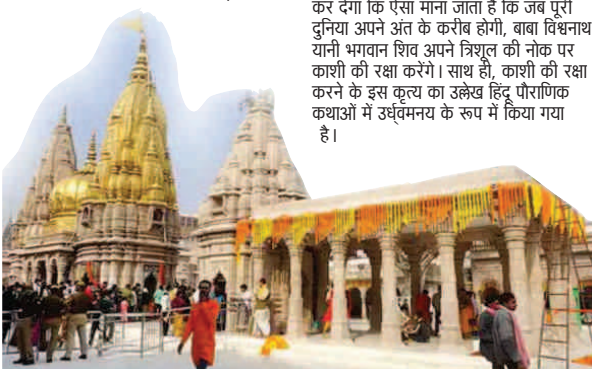 कर देगा कि ऐसा माना जाता है कि जब पूरी
दुनिया अपने अंत के करीब होगी, बाबा विश्वनाथ
यानी भगवान शिव अपने त्रिशूल की नोक पर
काशी की रक्षा करेंगे। साथ ही, काशी की रक्षा
करने के इस कृत्य का उल्लेख हिंदू पौराणिक
कथाओं में उर्ध्वमनय के रूप में किया गया
है।